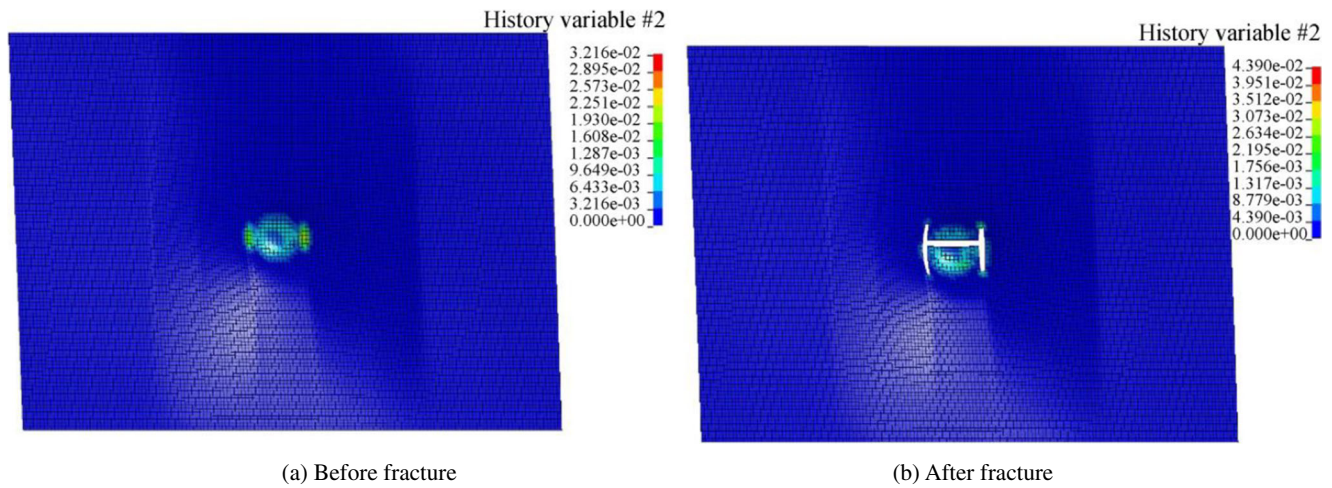 History variable #2
3.216e-02
2.895e-02
2.573e-02
2.251e-02
1.930e-02
1.608e-02
1.287e-03
9.649e-03
6.433e-03
3.216e-02
0.000e+00
(a) Before fracture
History variable #2
4.390e-02
3.951e-02
3.512e-02
3.073e-02
2.634e-02
2.195e-02
1.756e-03
1.317e-03
8.779e-03
4.390e-03
0.000e+00
(b) After fracture